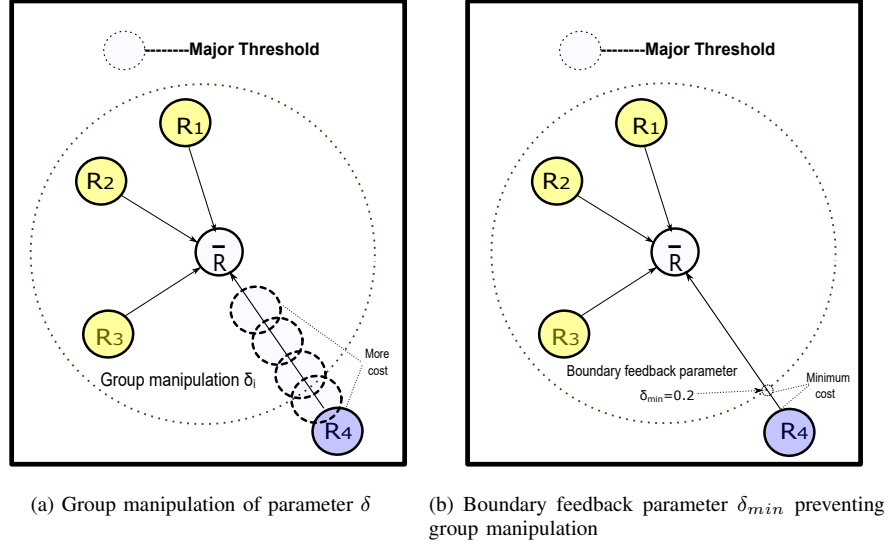 --------Major Threshold
R1
R2
R̄
R3
More
cost
Group manipulation δi
R4
(a) Group manipulation of parameter δ
--------Major Threshold
R1
R2
R̄
R3
Boundary feedback parameter
δmin=0.2
Minimum
cost
R4
(b) Boundary feedback parameter δmin preventing
group manipulation